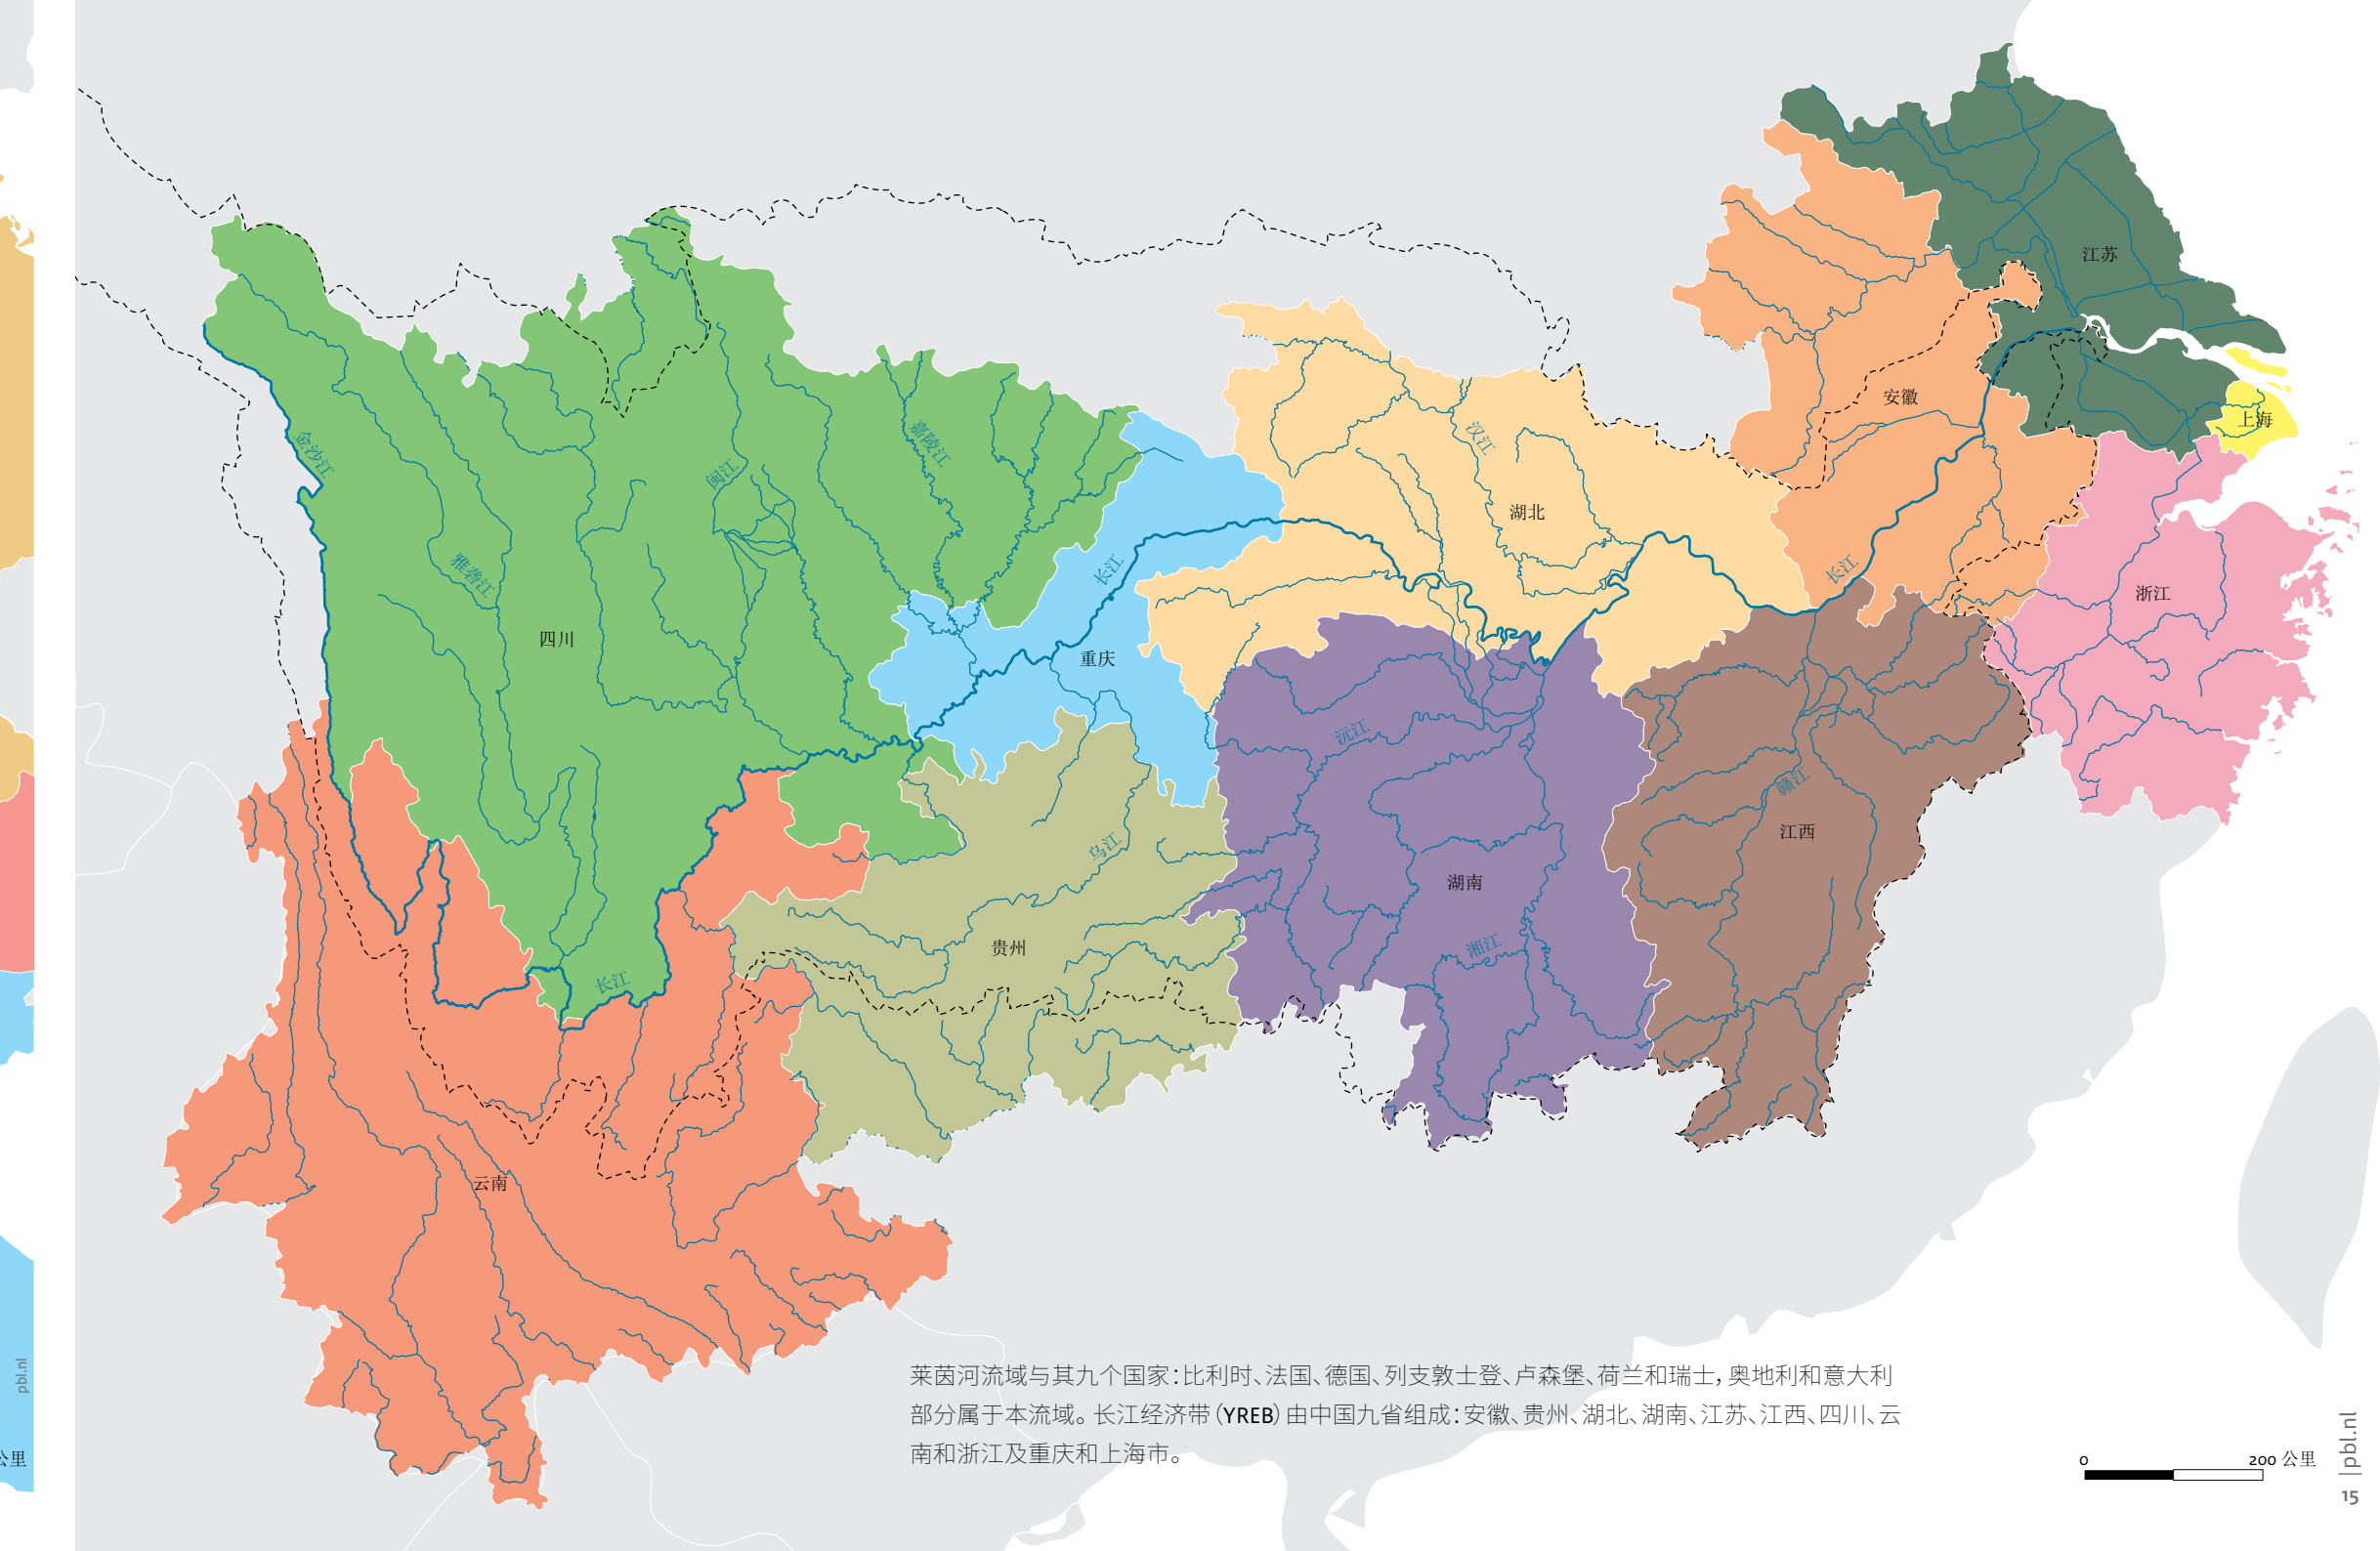 江苏
安徽
上海
金沙江
嘉陵江
汉江
闽江
湖北
雅砻江
长江
长江
浙江
四川
重庆
沅江
赣江
江西
乌江
湖南
贵州
湘江
长江
云南
莱茵河流域与其九个国家：比利时、法国、德国、列支敦士登、卢森堡、荷兰和瑞士，奥地利和意大利
部分属于本流域。长江经济带（YREB）由中国九省组成：安徽、贵州、湖北、湖南、江苏、江西、四川、云
南和浙江及重庆和上海市。
pbl.nl
公里
0 200 公里
| pbl.nl
15